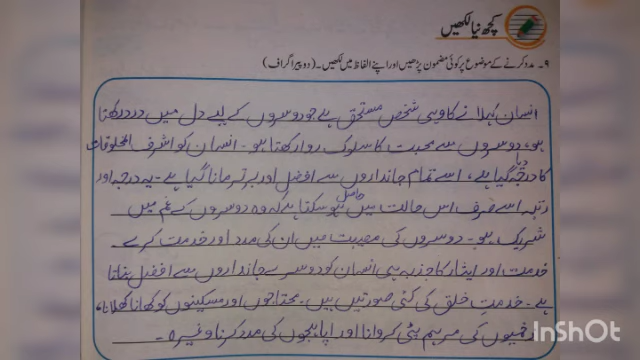 کچھ نیا لکھیں
۹۔ مدد کرنے کے موضوع پر کوئی مضمون پڑھیں اور اپنے الفاظ میں لکھیں۔ (دو پیرا گراف)
انسان کہلانے کا وہی شخص مستحق ہے جو دوسروں کے لیے دل میں درد رکھتا
ہو، دوسروں سے محبت کا سلوک روا رکھتا ہو۔ انسان کو اشرف المخلوقات
کا درجہ دیا گیا ہے، اسے تمام جانداروں سے افضل اور برتر مانا گیا ہے۔ یہ درجہ اور
رتبہ اسے صرف اس حالت میں حاصل ہو سکتا ہے کہ وہ دوسروں کے غم میں
شریک ہو۔ دوسروں کی مصیبت میں ان کی مدد اور خدمت کرے۔
خدمت اور ایثار کا جذبہ ہی انسان کو دوسرے جانداروں سے افضل بناتا
ہے۔ خدمتِ خلق کی کئی صورتیں ہیں۔ محتاجوں اور مسکینوں کو کھانا کھلانا،
زخمیوں کی مرہم پٹی کروانا اور اپاہجوں کی مدد کرنا وغیرہ۔
InShOt